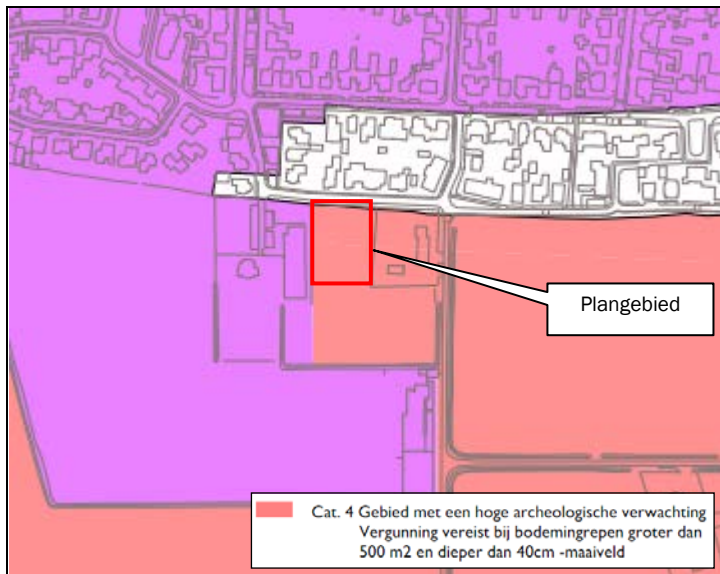 Plangebied
Cat. 4 Gebied met een hoge archeologische verwachting
Vergunning vereist bij bodemingrepen groter dan
500 m2 en dieper dan 40cm -maaiveld